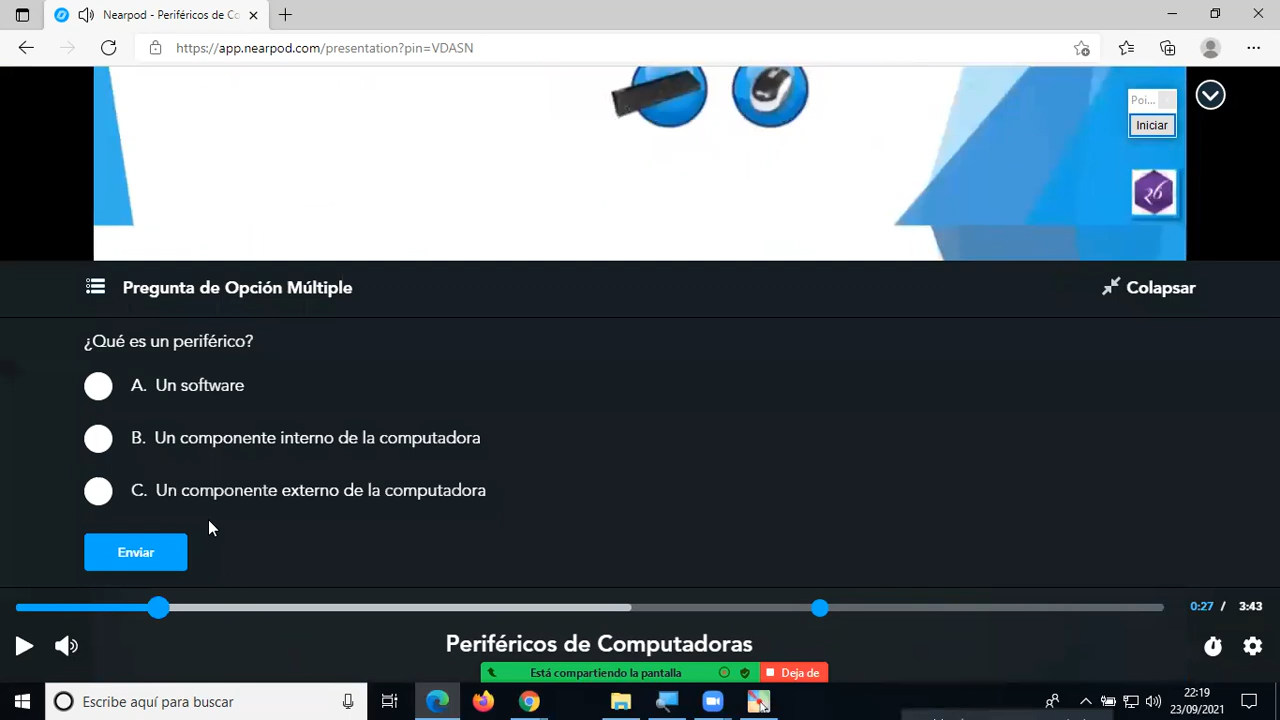 Nearpod - Periféricos de Co
https://app.nearpod.com/presentation?pin=VDASN
Poi...
Iniciar
26
Pregunta de Opción Múltiple
Colapsar
¿Qué es un periférico?
A. Un software
B. Un componente interno de la computadora
C. Un componente externo de la computadora
Enviar
0:27 / 3:43
Periféricos de Computadoras
Está compartiendo la pantalla
Deja de
Escribe aquí para buscar
22:19
23/09/2021